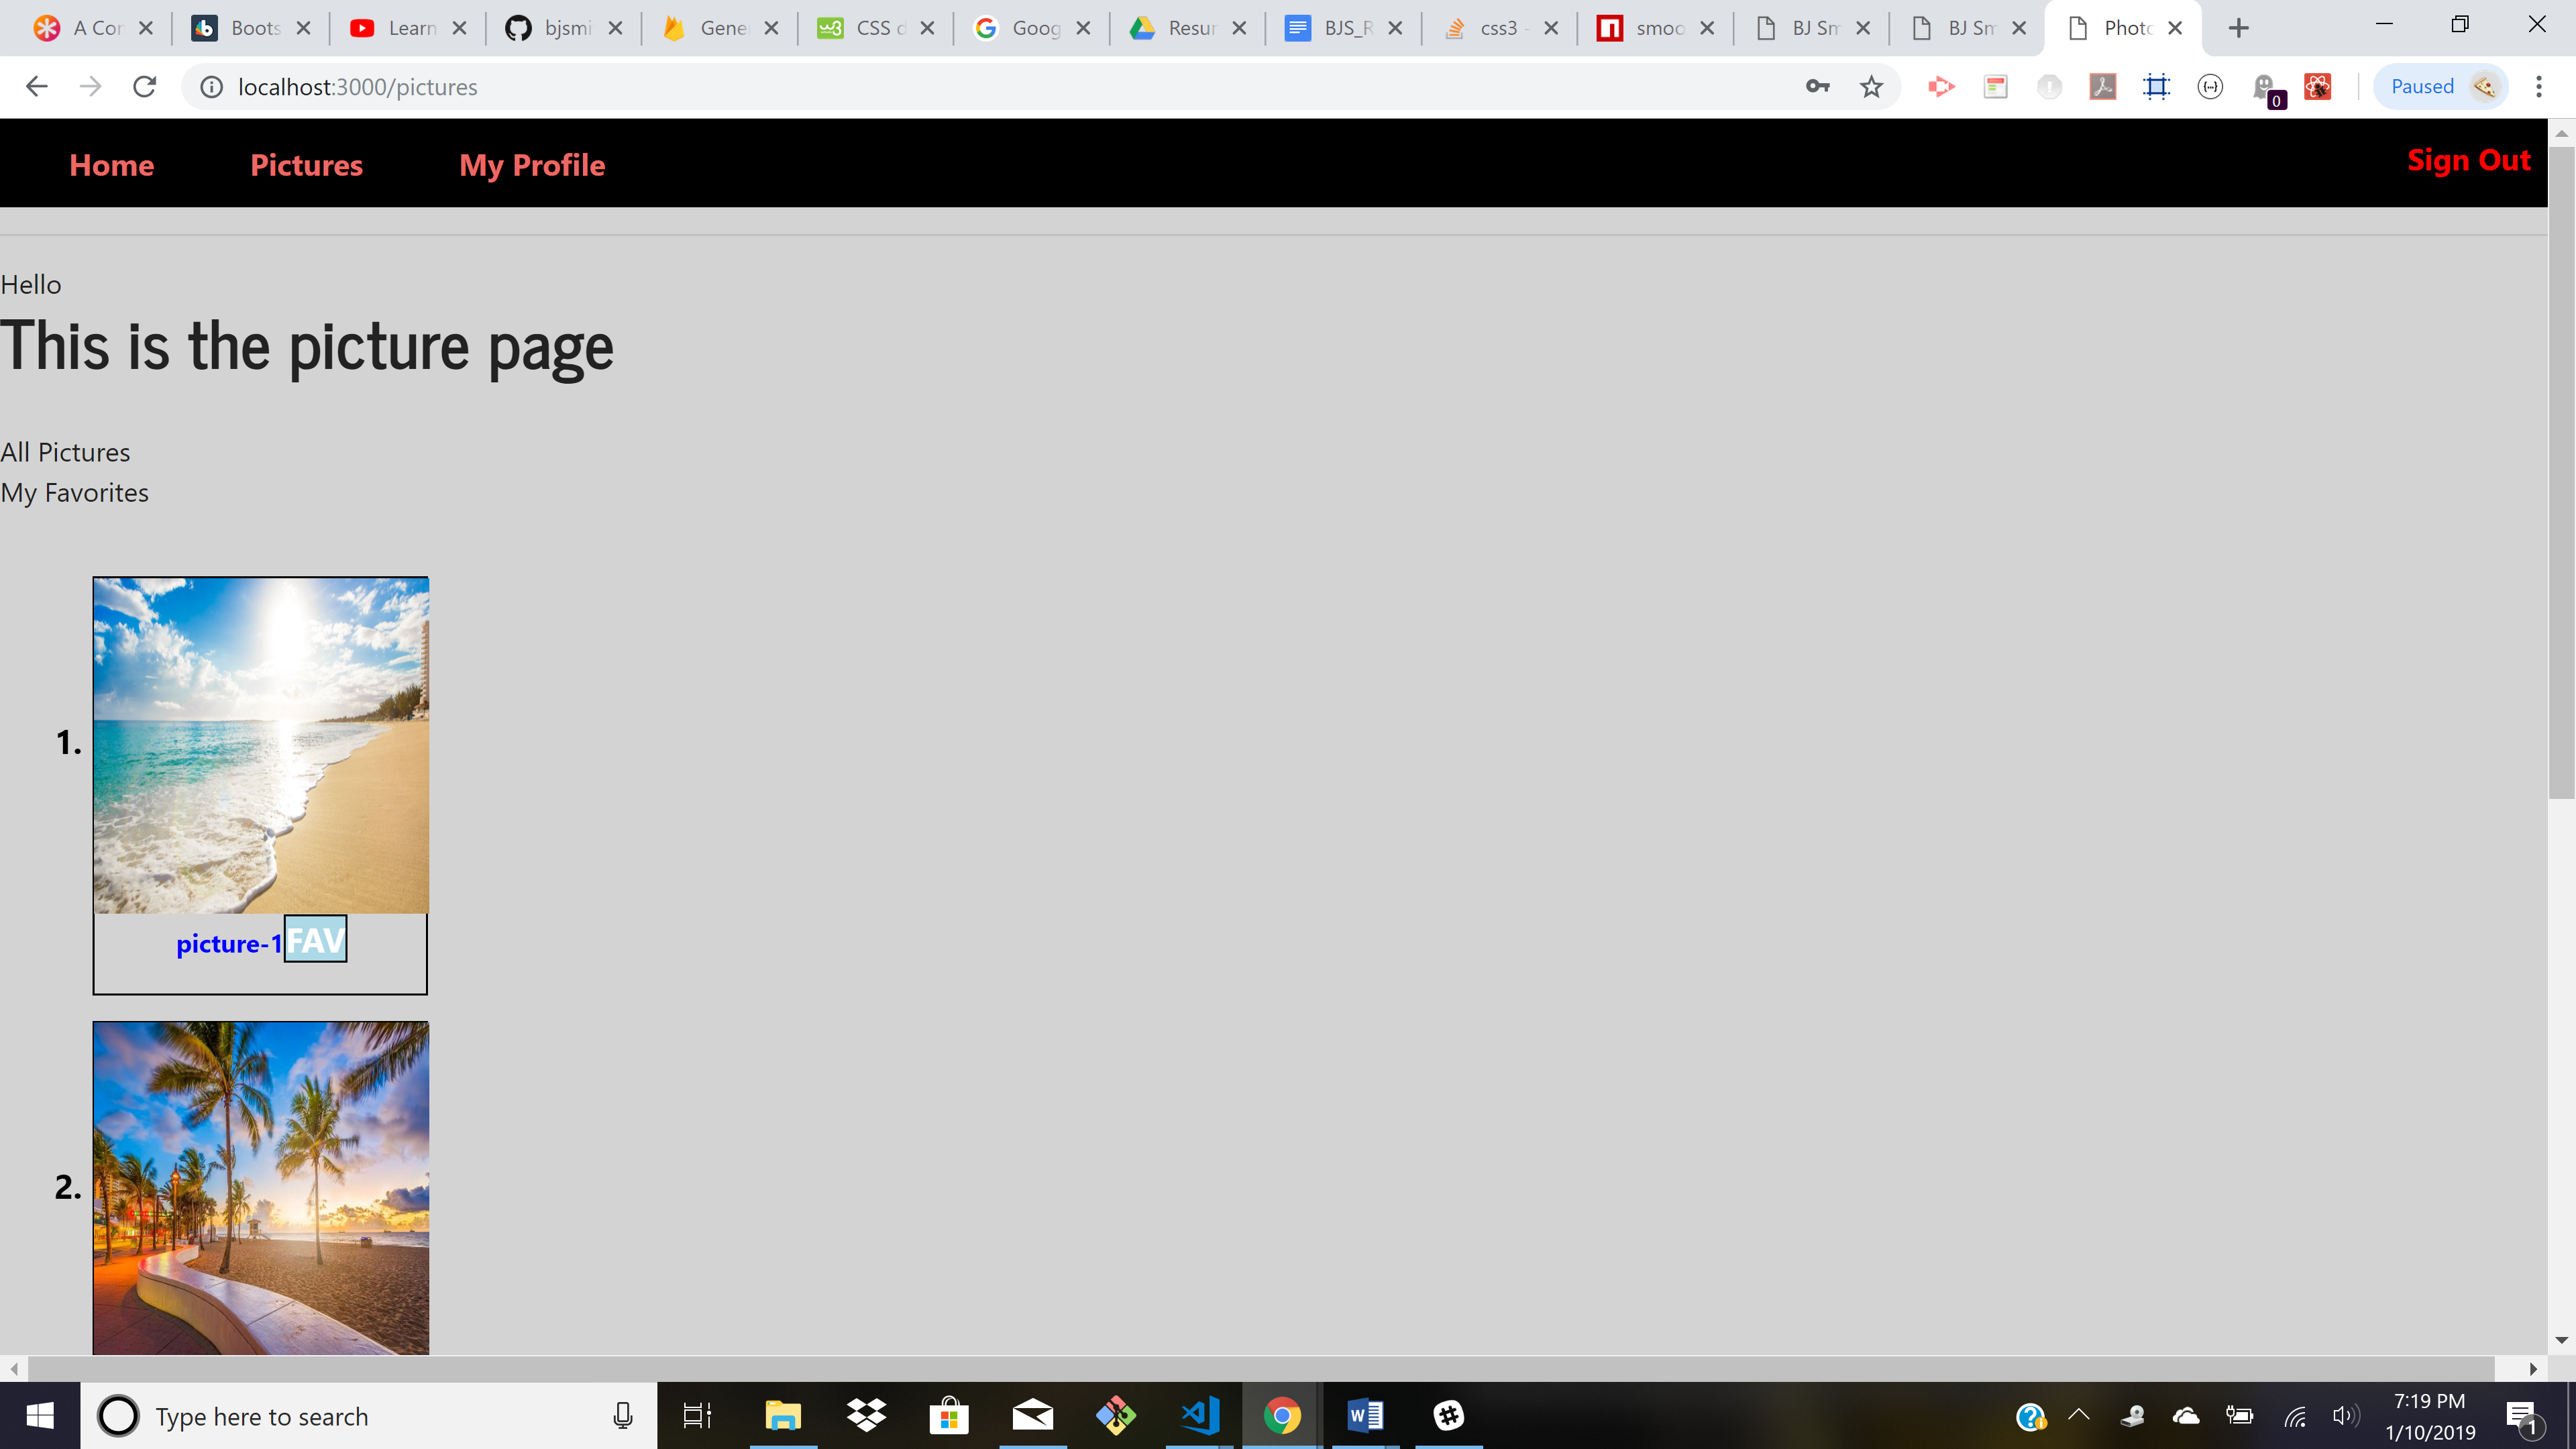 A Cor
Boots
Learn
bjsmi
Gene
CSS d
Goog
Resur
BJS_R
css3 -
smoo
BJ Sm
BJ Sm
Photo
localhost:3000/pictures
0
Paused
Home
Pictures
My Profile
Sign Out
Hello
This is the picture page
All Pictures
My Favorites
1.
picture-1
FAV
2.
Type here to search
7:19 PM
1/10/2019
1